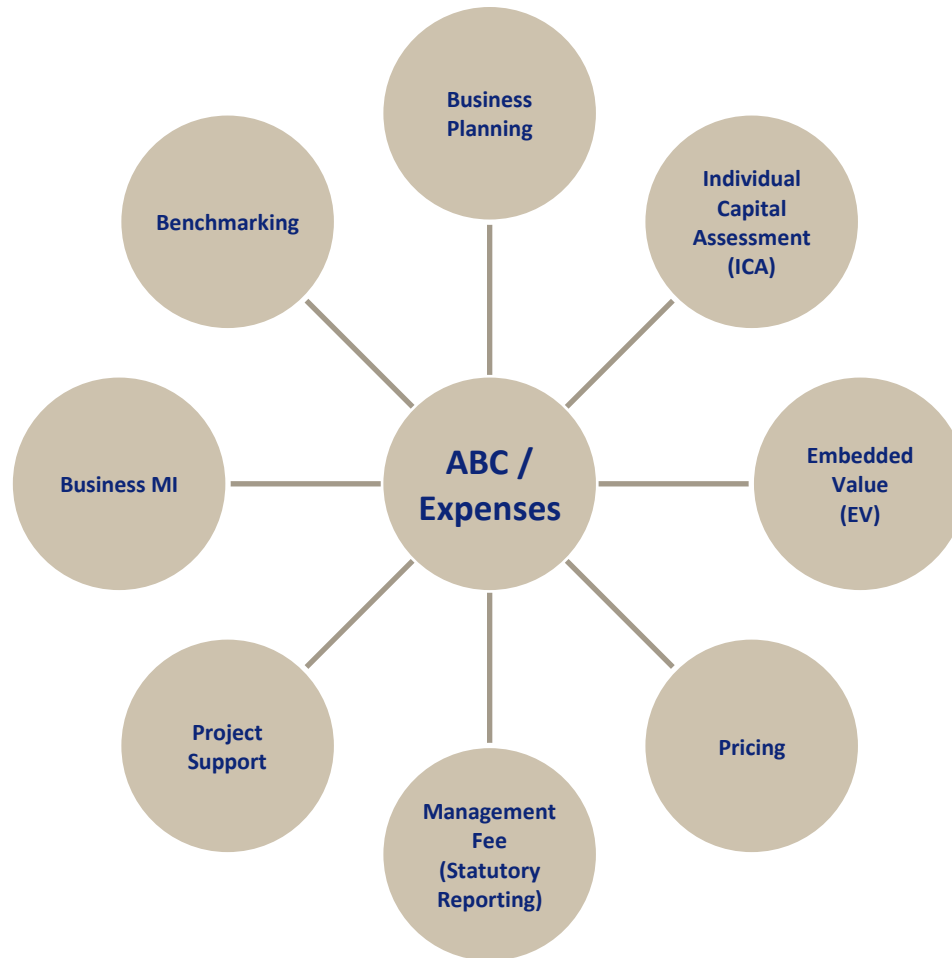 Business
Planning
Individual
Capital
Assessment
(ICA)
Benchmarking
ABC /
Expenses
Embedded
Value
(EV)
Business MI
Project
Support
Pricing
Management
Fee
(Statutory
Reporting)